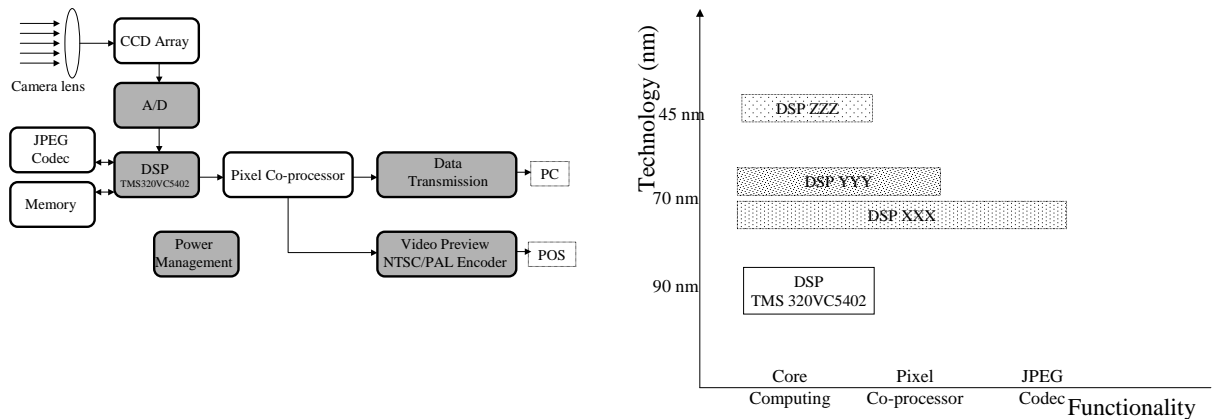 CCD Array
Camera lens
A/D
JPEG
Codec
DSP
TMS320VC5402
Memory
Pixel Co-processor
Data
Transmission
PC
Power
Management
Video Preview
NTSC/PAL Encoder
POS
Technology (nm)
45 nm
70 nm
90 nm
DSP ZZZ
DSP YYY
DSP XXX
DSP
TMS 320VC5402
Core
Computing
Pixel
Co-processor
JPEG
Codec
Functionality